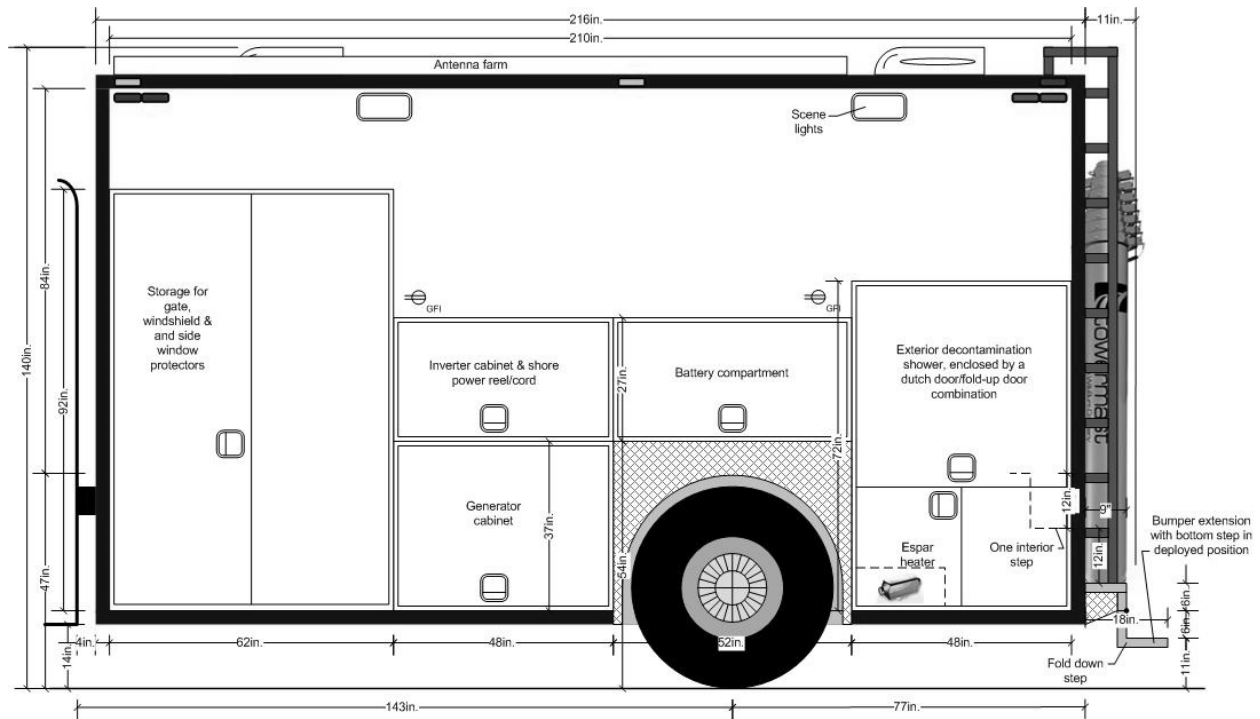 216in.
11in.
210in.
Antenna farm
Scene
lights
84in.
140in.
92in.
47in.
14in.
Storage for
gate,
windshield &
and side
window
protectors
GFI
GFI
Inverter cabinet & shore
power reel/cord
27in.
Battery compartment
72in.
Exterior decontamination
shower, enclosed by a
dutch door/fold-up door
combination
Generator
cabinet
37in.
54in.
Espar
heater
One interior
step
12in.
9"
12in.
Bumper extension
with bottom step in
deployed position
6in.
18in.
6in.
11in.
Fold down
step
4in.
62in.
48in.
52in.
48in.
143in.
77in.